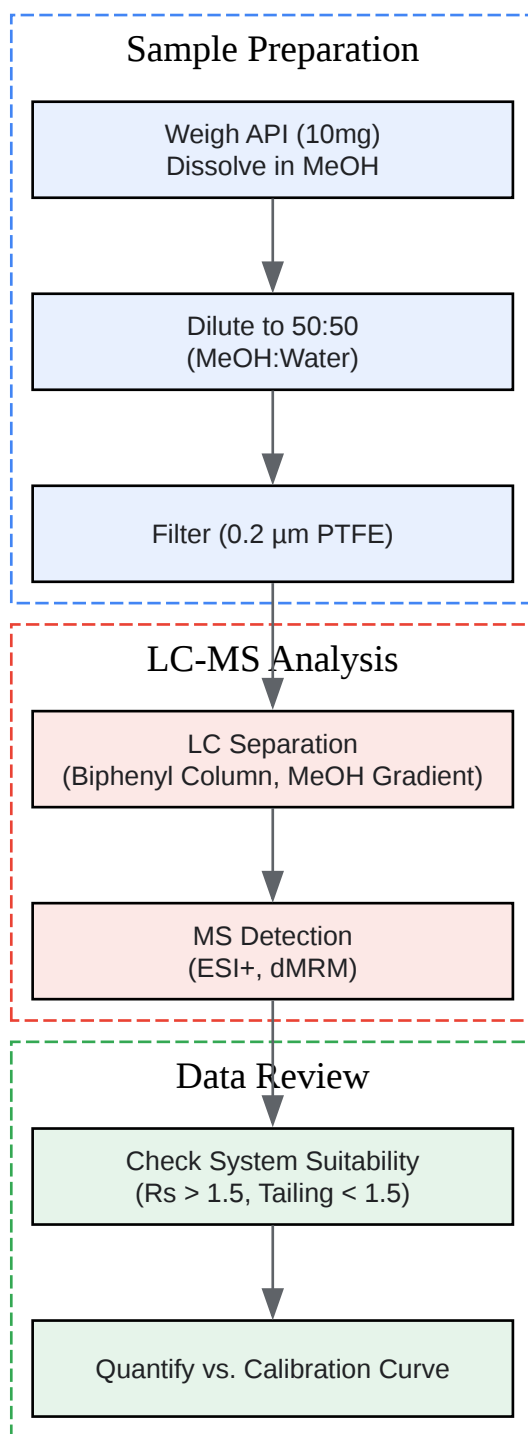 Sample Preparation
Weigh API (10mg)
Dissolve in MeOH
Dilute to 50:50
(MeOH:Water)
Filter (0.2 µm PTFE)
LC-MS Analysis
LC Separation
(Biphenyl Column, MeOH Gradient)
MS Detection
(ESI+, dMRM)
Data Review
Check System Suitability
(Rs > 1.5, Tailing < 1.5)
Quantify vs. Calibration Curve